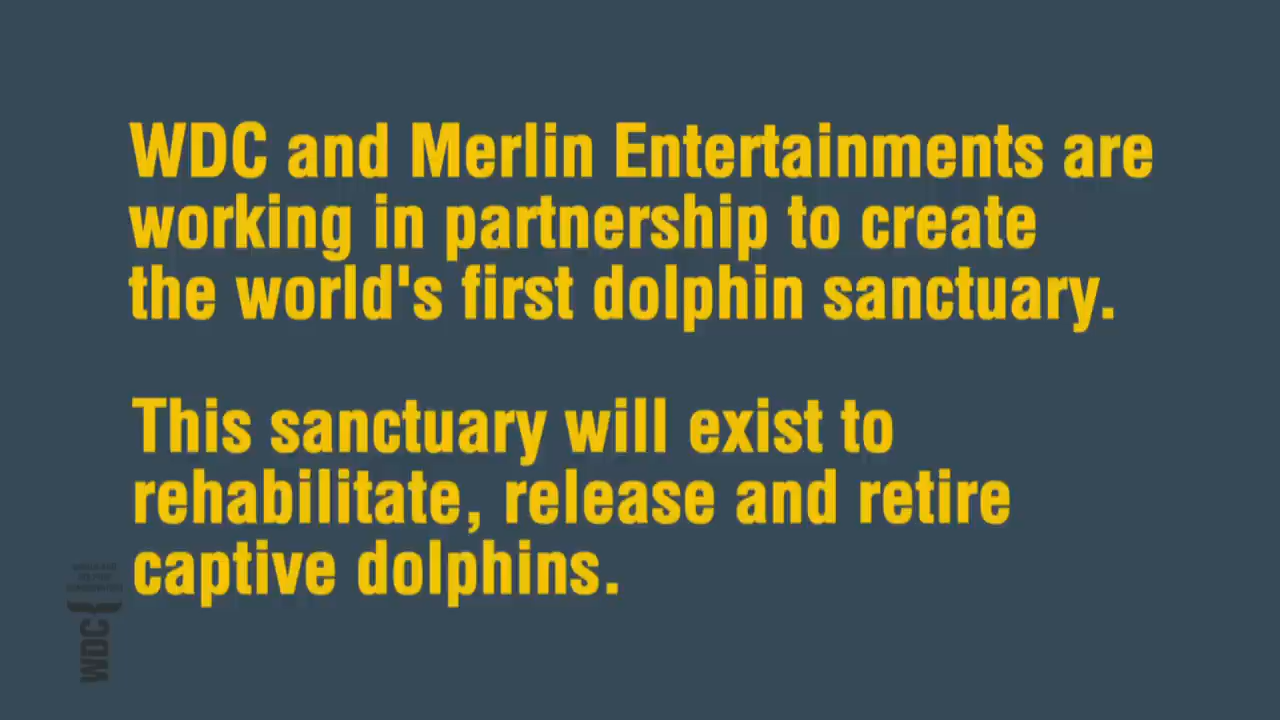 WDC and Merlin Entertainments are
working in partnership to create
the world's first dolphin sanctuary.
This sanctuary will exist to
rehabilitate, release and retire
captive dolphins.
WDC